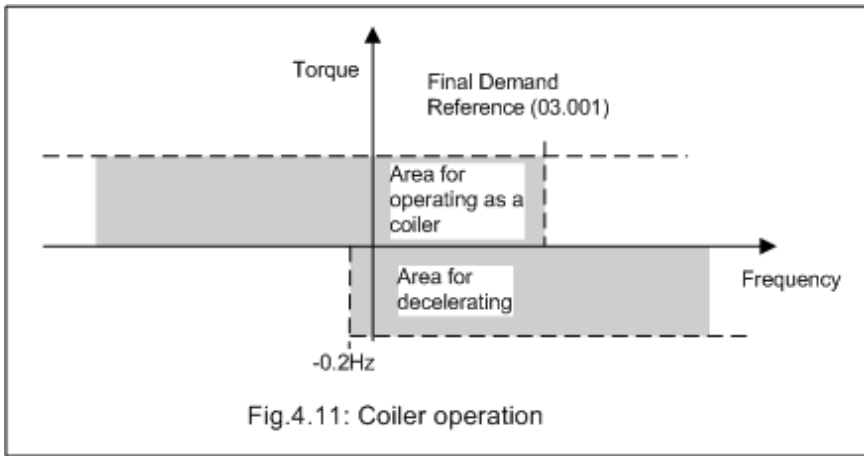 Torque
Final Demand
Reference (03.001)
Area for
operating as a
coiler
Area for
decelerating
Frequency
-0.2Hz
Fig.4.11: Coiler operation